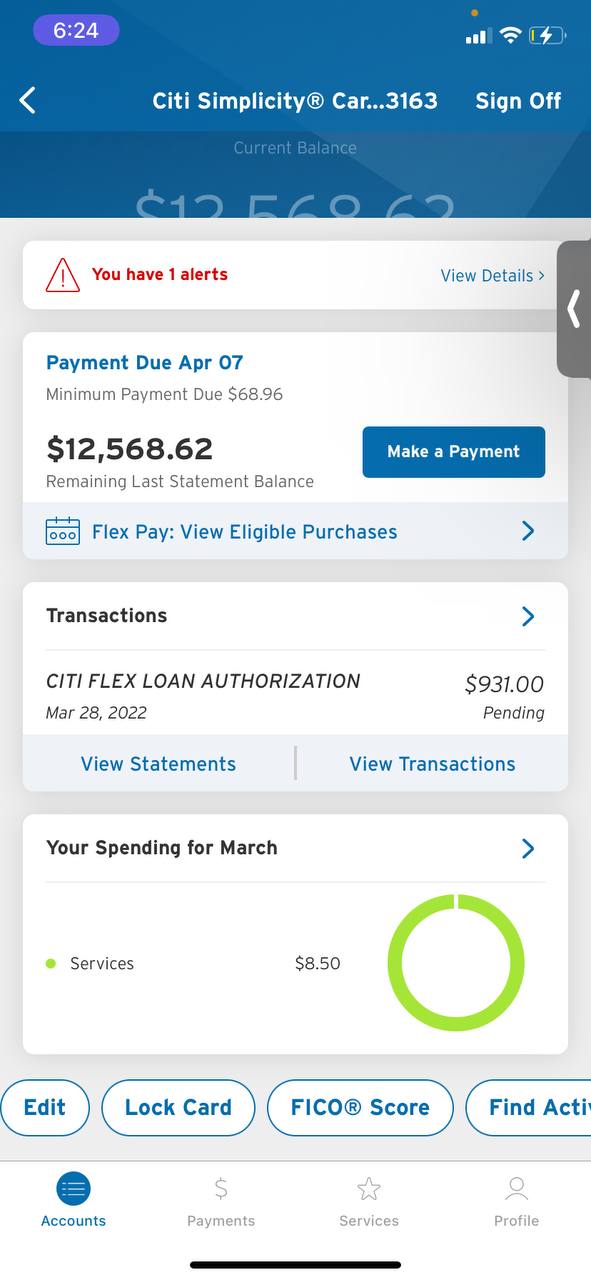 6:24
Citi Simplicity® Car...3163
Sign Off
Current Balance
$12,568.62
You have 1 alerts
View Details >
Payment Due Apr 07
Minimum Payment Due $68.96
$12,568.62
Make a Payment
Remaining Last Statement Balance
Flex Pay: View Eligible Purchases
Transactions
CITI FLEX LOAN AUTHORIZATION
$931.00
Mar 28, 2022
Pending
View Statements
View Transactions
Your Spending for March
Services
$8.50
Edit
Lock Card
FICO® Score
Find Activ
$
Accounts
Payments
Services
Profile